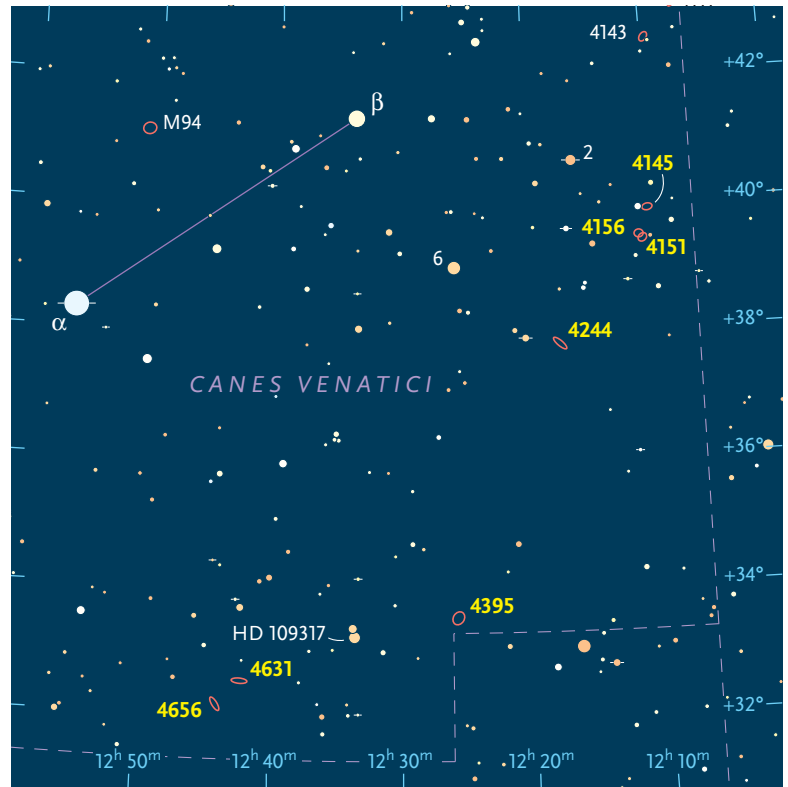 4143
+42°
β
M94
2
4145
+40°
4156
4151
6
α
+38°
4244
CANES VENATICI
+36°
+34°
4395
HD 109317
4631
4656
+32°
12ʰ 50ᵐ 12ʰ 40ᵐ 12ʰ 30ᵐ 12ʰ 20ᵐ 12ʰ 10ᵐ